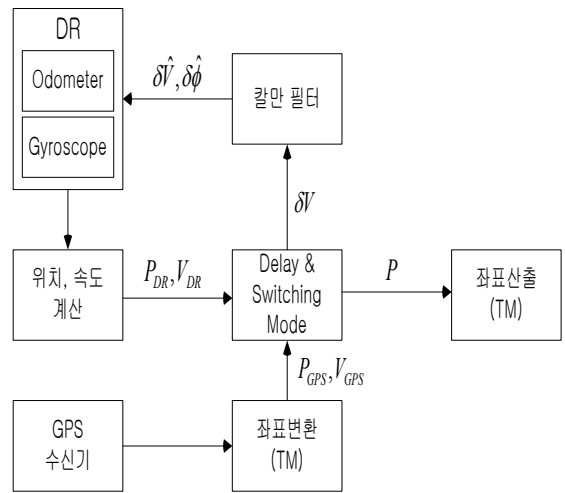 DR
Odometer
Gyroscope
δV̂, δϕ̂
칼만 필터
δV
위치, 속도
계산
P_DR, V_DR
Delay &
Switching
Mode
P
좌표산출
(TM)
P_GPS, V_GPS
GPS
수신기
좌표변환
(TM)